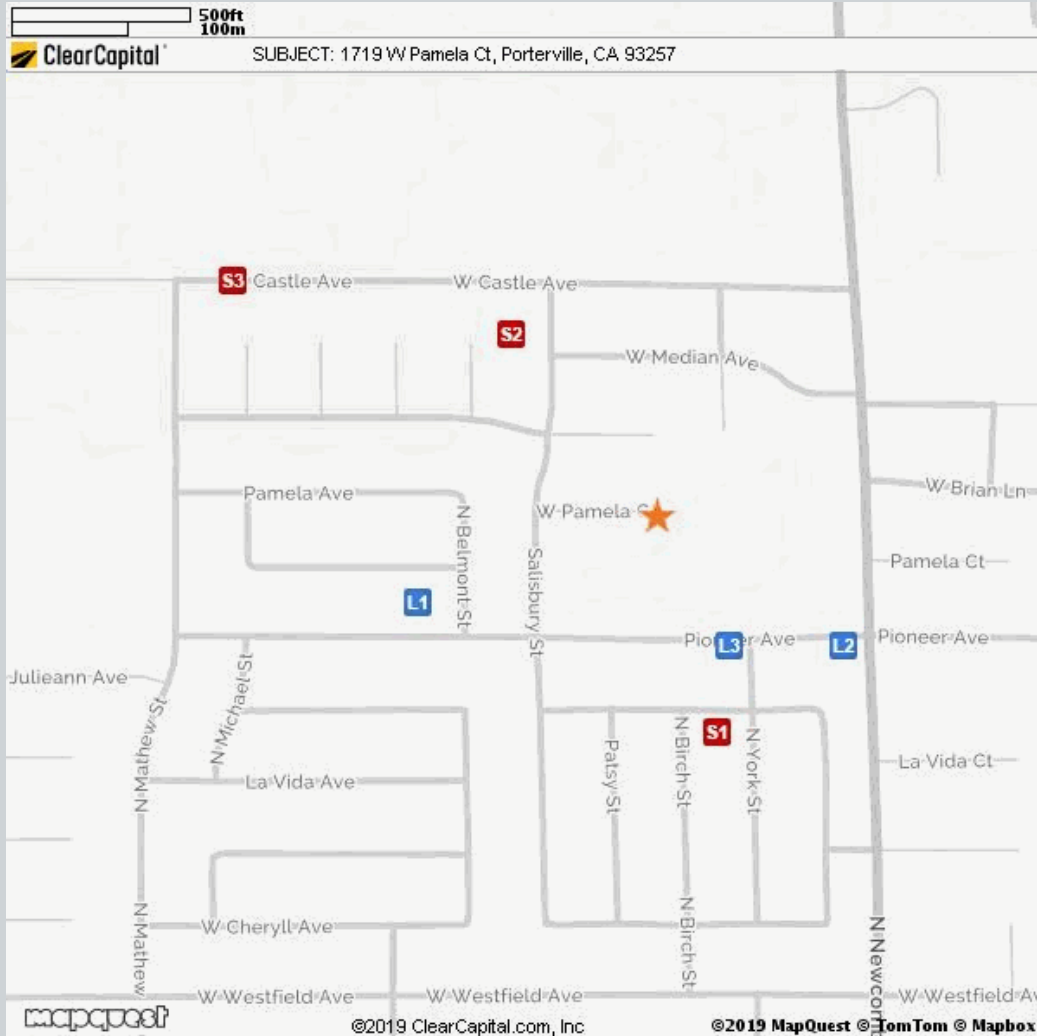 500ft
100m
ClearCapital
SUBJECT: 1719 W Pamela Ct, Porterville, CA 93257
S3
Castle Ave
W Castle Ave
S2
W Median Ave
Pamela Ave
W Brian Ln
N Belmont St
W Pamela
Salisbury St
Pamela Ct
L1
Pioneer Ave
L3
L2
Pioneer Ave
Julieann Ave
N Mathew St
N Michael St
S1
Patsy St
N Birch St
N York St
La Vida Ave
La Vida Ct
N Mathew
W Cheryll Ave
N Birch St
N Newcom
W Westfield Ave
W Westfield Ave
W Westfield Av
mapquest
©2019 ClearCapital.com, Inc
©2019 MapQuest © TomTom © Mapbox